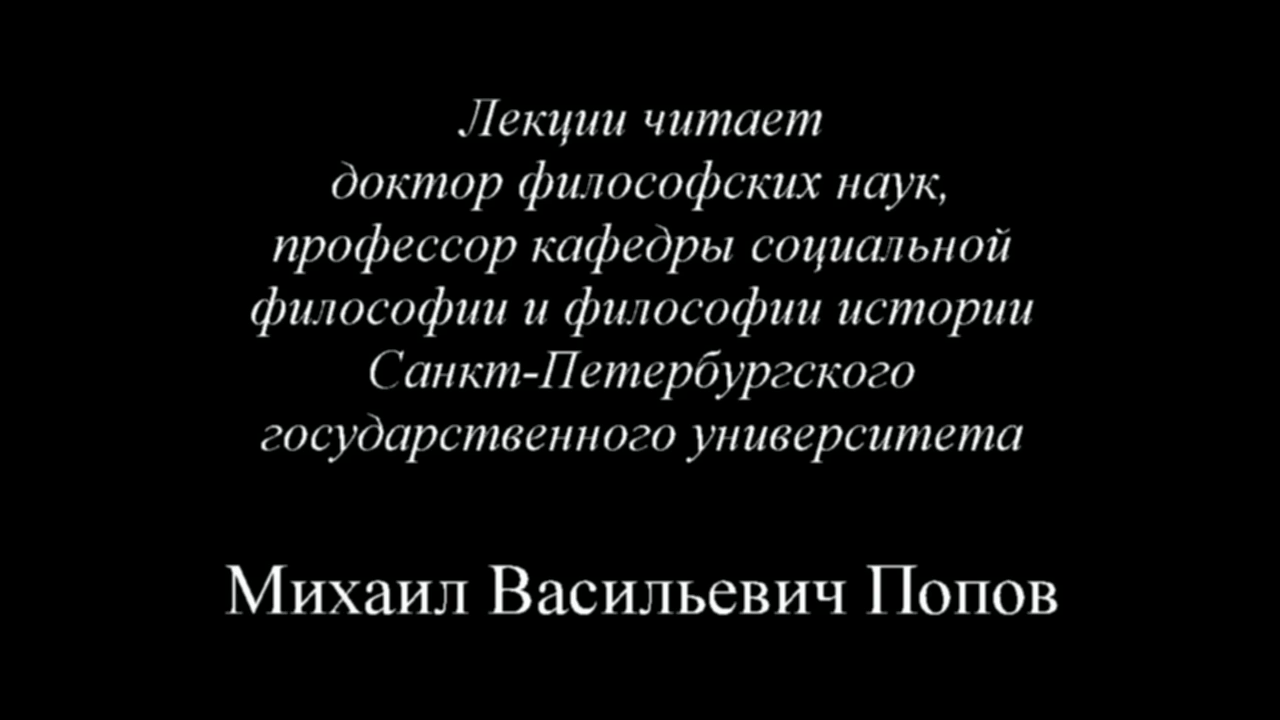 Лекции читает
доктор философских наук,
профессор кафедры социальной
философии и философии истории
Санкт-Петербургского
государственного университета
Михаил Васильевич Попов